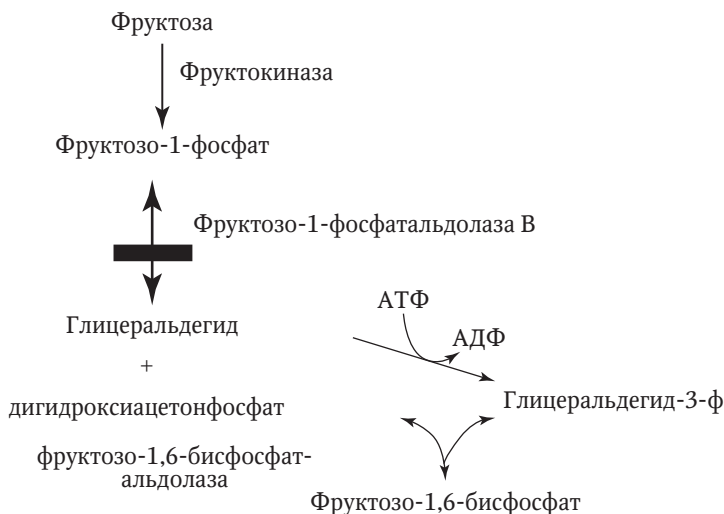 Фруктоза
Фруктокиназа
Фруктозо-1-фосфат
Фруктозо-1-фосфатальдолаза В
АТФ
Глицеральдегид
АДФ
+
Глицеральдегид-3-ф
дигидроксиацетонфосфат
фруктозо-1,6-бисфосфат-
альдолаза
Фруктозо-1,6-бисфосфат